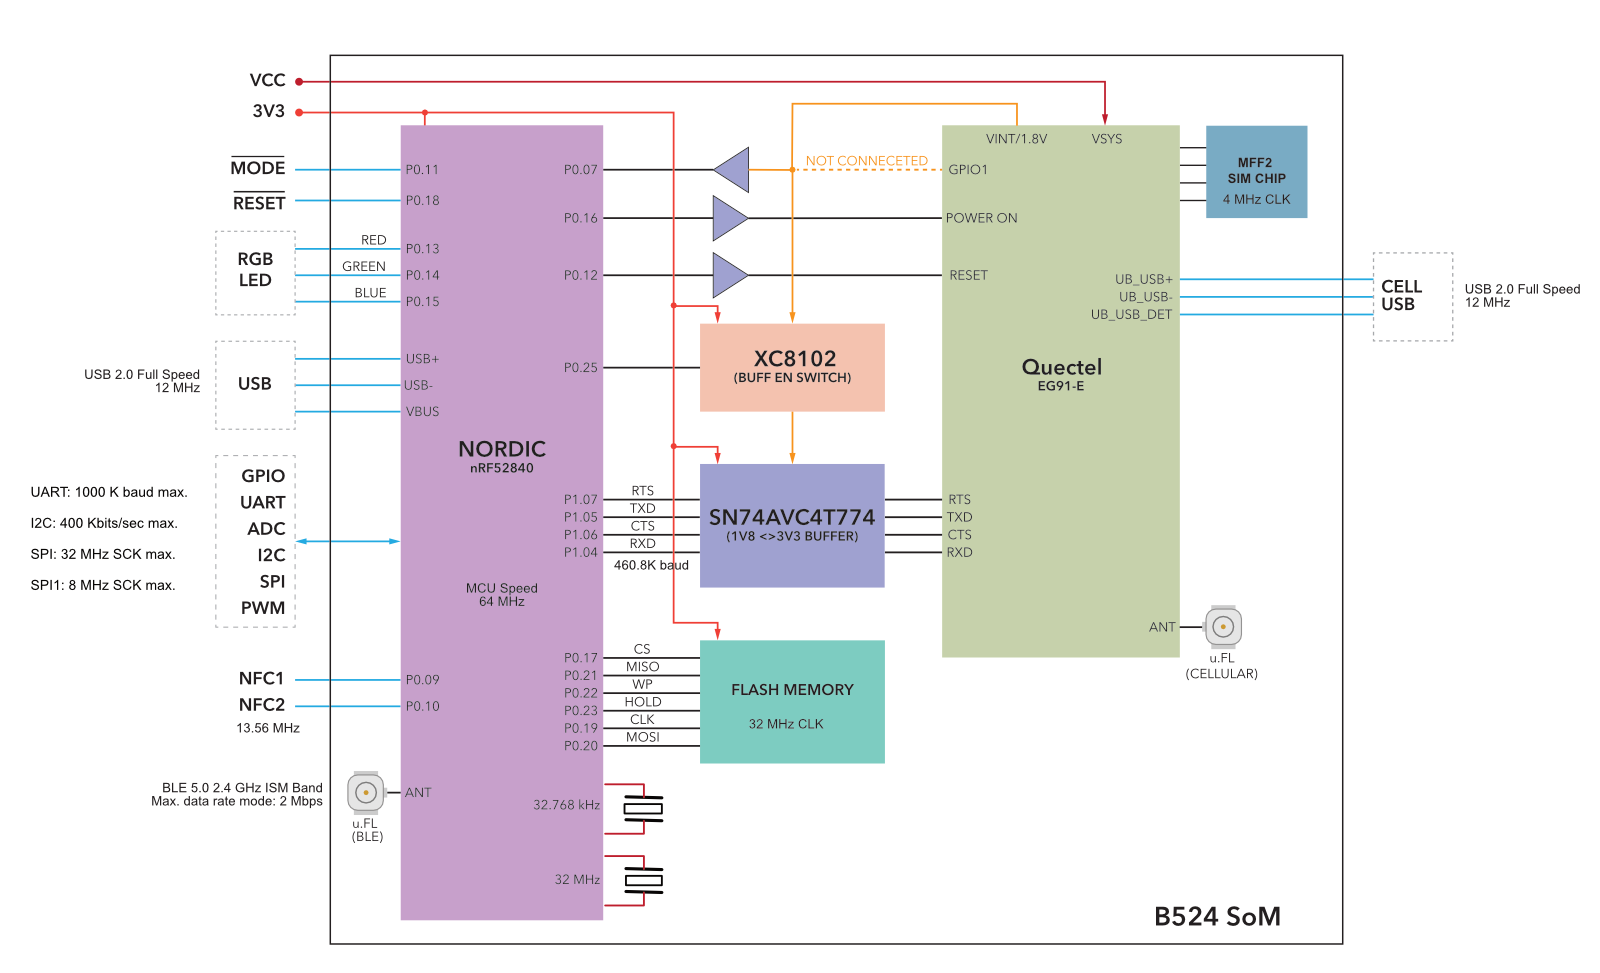 VCC
3V3
MODE
RESET
RGB
LED
RED
GREEN
BLUE
USB 2.0 Full Speed
12 MHz
USB
UART: 1000 K baud max.
I2C: 400 Kbits/sec max.
SPI: 32 MHz SCK max.
SPI1: 8 MHz SCK max.
GPIO
UART
ADC
I2C
SPI
PWM
NFC1
NFC2
13.56 MHz
BLE 5.0 2.4 GHz ISM Band
Max. data rate mode: 2 Mbps
u.FL
(BLE)
P0.11
P0.18
P0.13
P0.14
P0.15
USB+
USB-
VBUS
P0.09
P0.10
ANT
NORDIC
nRF52840
MCU Speed
64 MHz
P0.07
P0.16
P0.12
P0.25
P1.07
P1.05
P1.06
P1.04
P0.17
P0.21
P0.22
P0.23
P0.19
P0.20
32.768 kHz
32 MHz
RTS
TXD
CTS
RXD
460.8K baud
CS
MISO
WP
HOLD
CLK
MOSI
NOT CONNECETED
XC8102
(BUFF EN SWITCH)
SN74AVC4T774
(1V8 <>3V3 BUFFER)
FLASH MEMORY
32 MHz CLK
VINT/1.8V
VSYS
GPIO1
POWER ON
RESET
UB_USB+
UB_USB-
UB_USB_DET
Quectel
EG91-E
RTS
TXD
CTS
RXD
ANT
MFF2
SIM CHIP
4 MHz CLK
CELL
USB
USB 2.0 Full Speed
12 MHz
u.FL
(CELLULAR)
B524 SoM